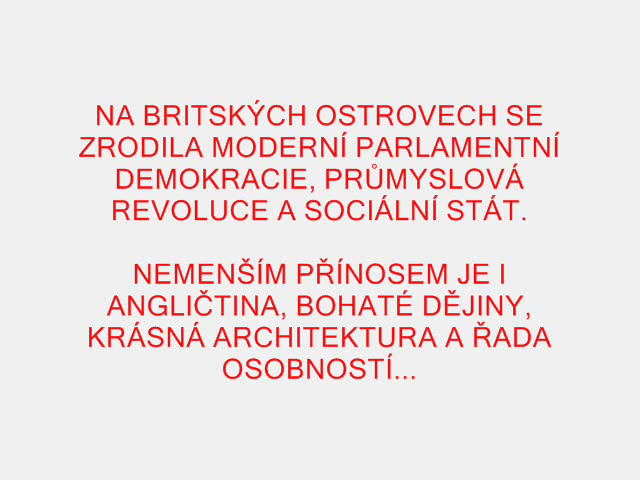 NA BRITSKÝCH OSTROVECH SE
ZRODILA MODERNÍ PARLAMENTNÍ
DEMOKRACIE, PRŮMYSLOVÁ
REVOLUCE A SOCIÁLNÍ STÁT.
NEMENŠÍM PŘÍNOSEM JE I
ANGLIČTINA, BOHATÉ DĚJINY,
KRÁSNÁ ARCHITEKTURA A ŘADA
OSOBNOSTÍ...